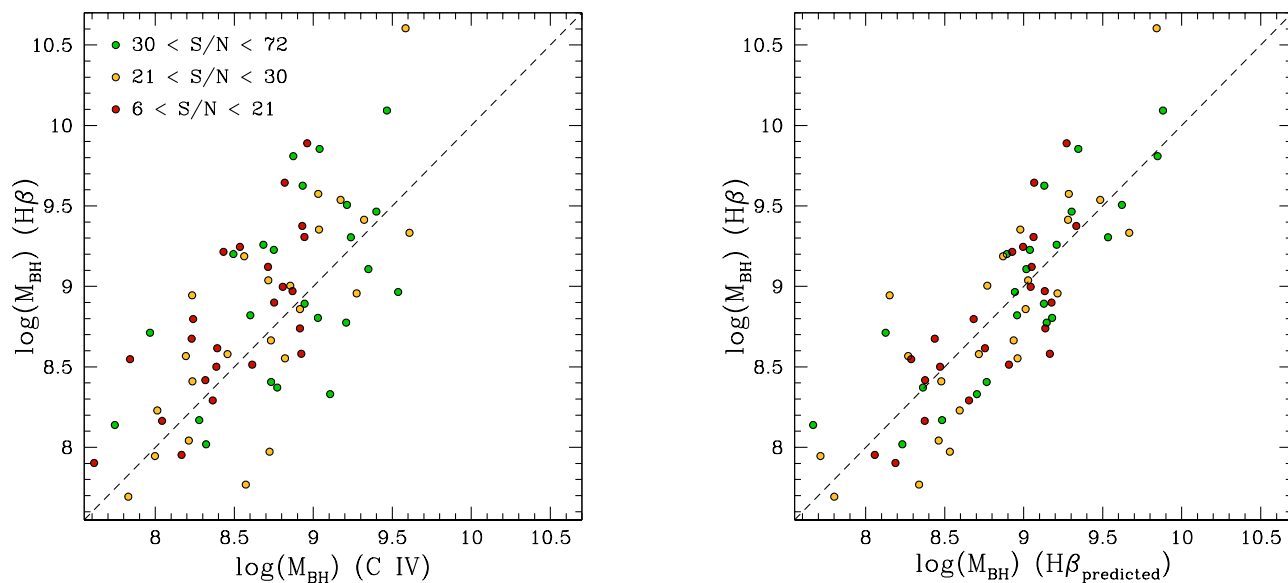 30 < S/N < 72
21 < S/N < 30
6 < S/N < 21
10.5
10
9.5
9
8.5
8
log(M_BH) (Hβ)
8 8.5 9 9.5 10 10.5
log(M_BH) (C IV)
10.5
10
9.5
9
8.5
8
log(M_BH) (Hβ)
8 8.5 9 9.5 10 10.5
log(M_BH) (Hβ_predicted)